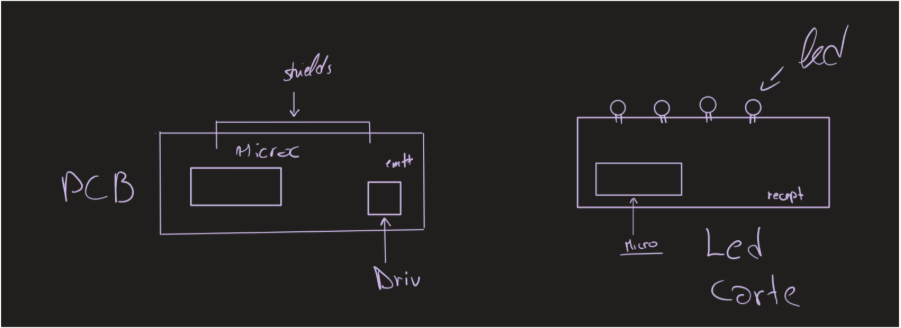 shields
Micro
emtt
PCB
Driv
led
recept
Micro
Led
Carte